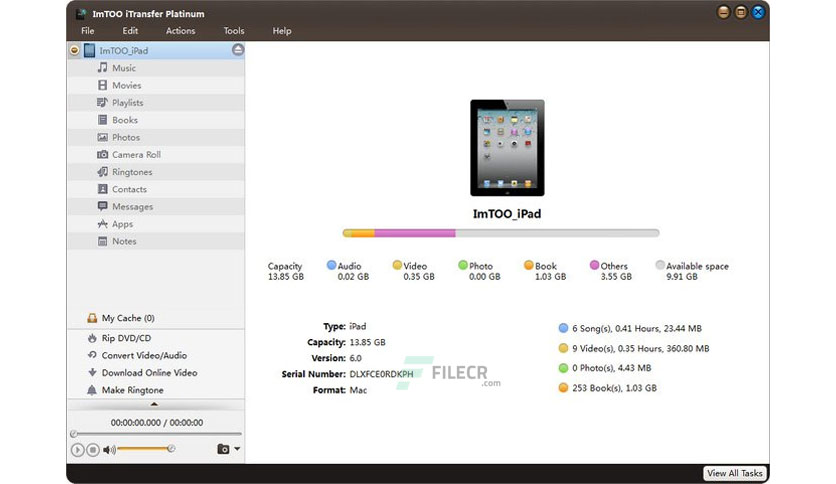 ImTOO iTransfer Platinum
File Edit Actions Tools Help
ImTOO_iPad
Music
Movies
Playlists
Books
Photos
Camera Roll
Ringtones
Contacts
Messages
Apps
Notes
My Cache (0)
Rip DVD/CD
Convert Video/Audio
Download Online Video
Make Ringtone
00:00:00.000 / 00:00:00
ImTOO_iPad
Capacity Audio Video Photo Book Others Available space
13.85 GB 0.02 GB 0.35 GB 0.00 GB 1.03 GB 3.55 GB 9.91 GB
Type: iPad
Capacity: 13.85 GB
Version: 6.0
Serial Number: DLXFCE0RDKPH
Format: Mac
6 Song(s), 0.41 Hours, 23.44 MB
9 Video(s), 0.35 Hours, 360.80 MB
0 Photo(s), 4.43 MB
253 Book(s), 1.03 GB
FILECR
.com
View All Tasks